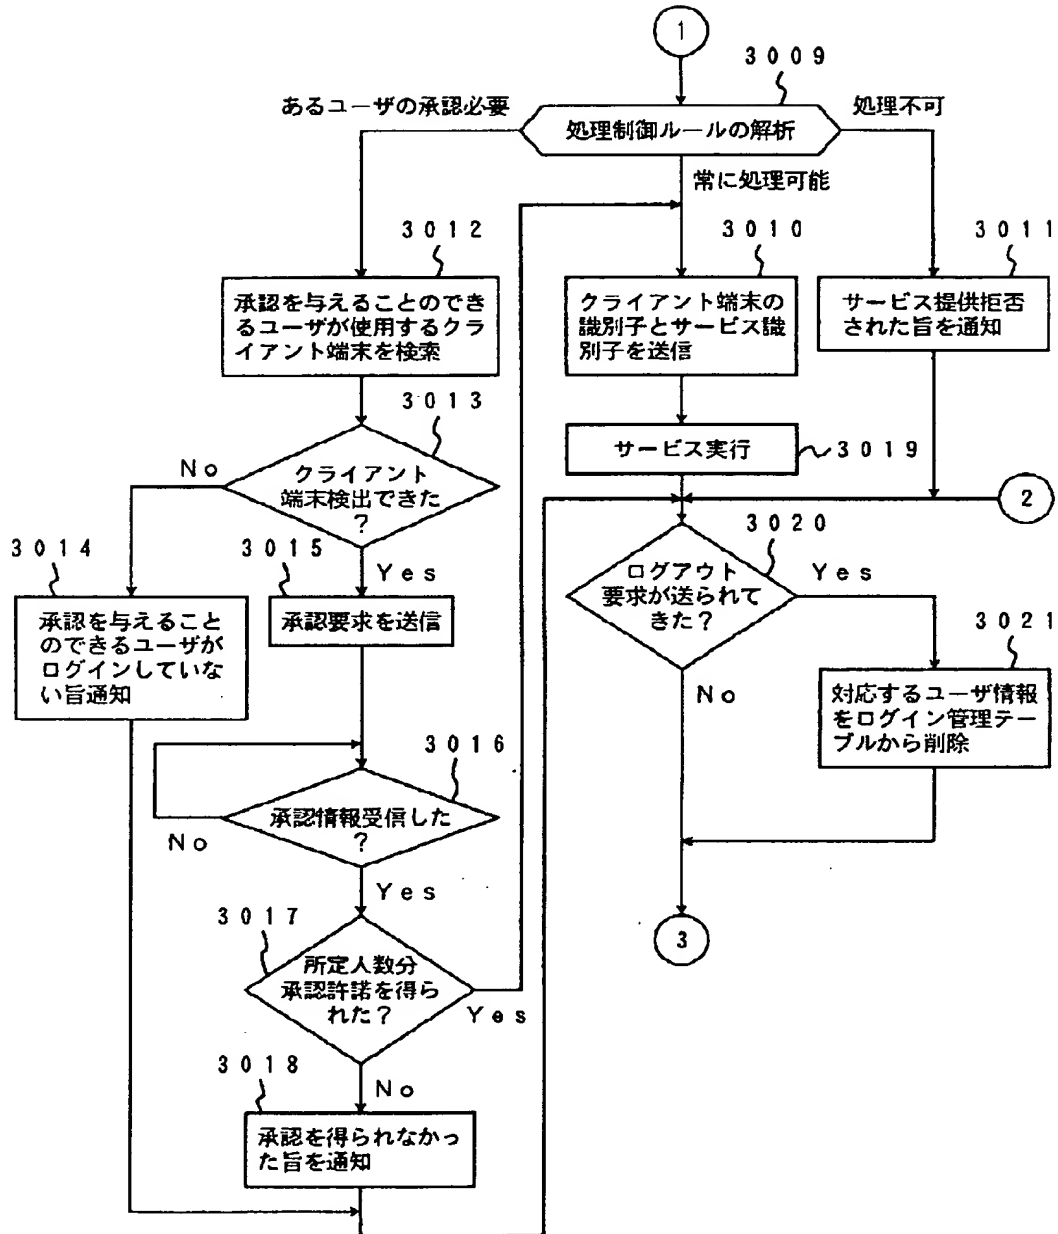 1
3009
あるユーザの承認必要
処理不可
処理制御ルールの解析
常に処理可能
3012
3010
3011
承認を与えることのでき
るユーザが使用するクラ
イアント端末を検索
クライアント端末の
識別子とサービス識
別子を送信
サービス提供拒否
された旨を通知
3013
サービス実行
3019
No
クライアント
端末検出できた
?
2
3014
3015
Yes
3020
ログアウト
要求が送られて
きた?
Yes
承認を与えること
のできるユーザが
ログインしていな
い旨通知
承認要求を送信
3021
No
対応するユーザ情報
をログイン管理テー
ブルから削除
3016
承認情報受信した
?
No
Yes
3017
3
所定人数分
承認許諾を得ら
れた?
Yes
3018
No
承認を得られなかっ
た旨を通知